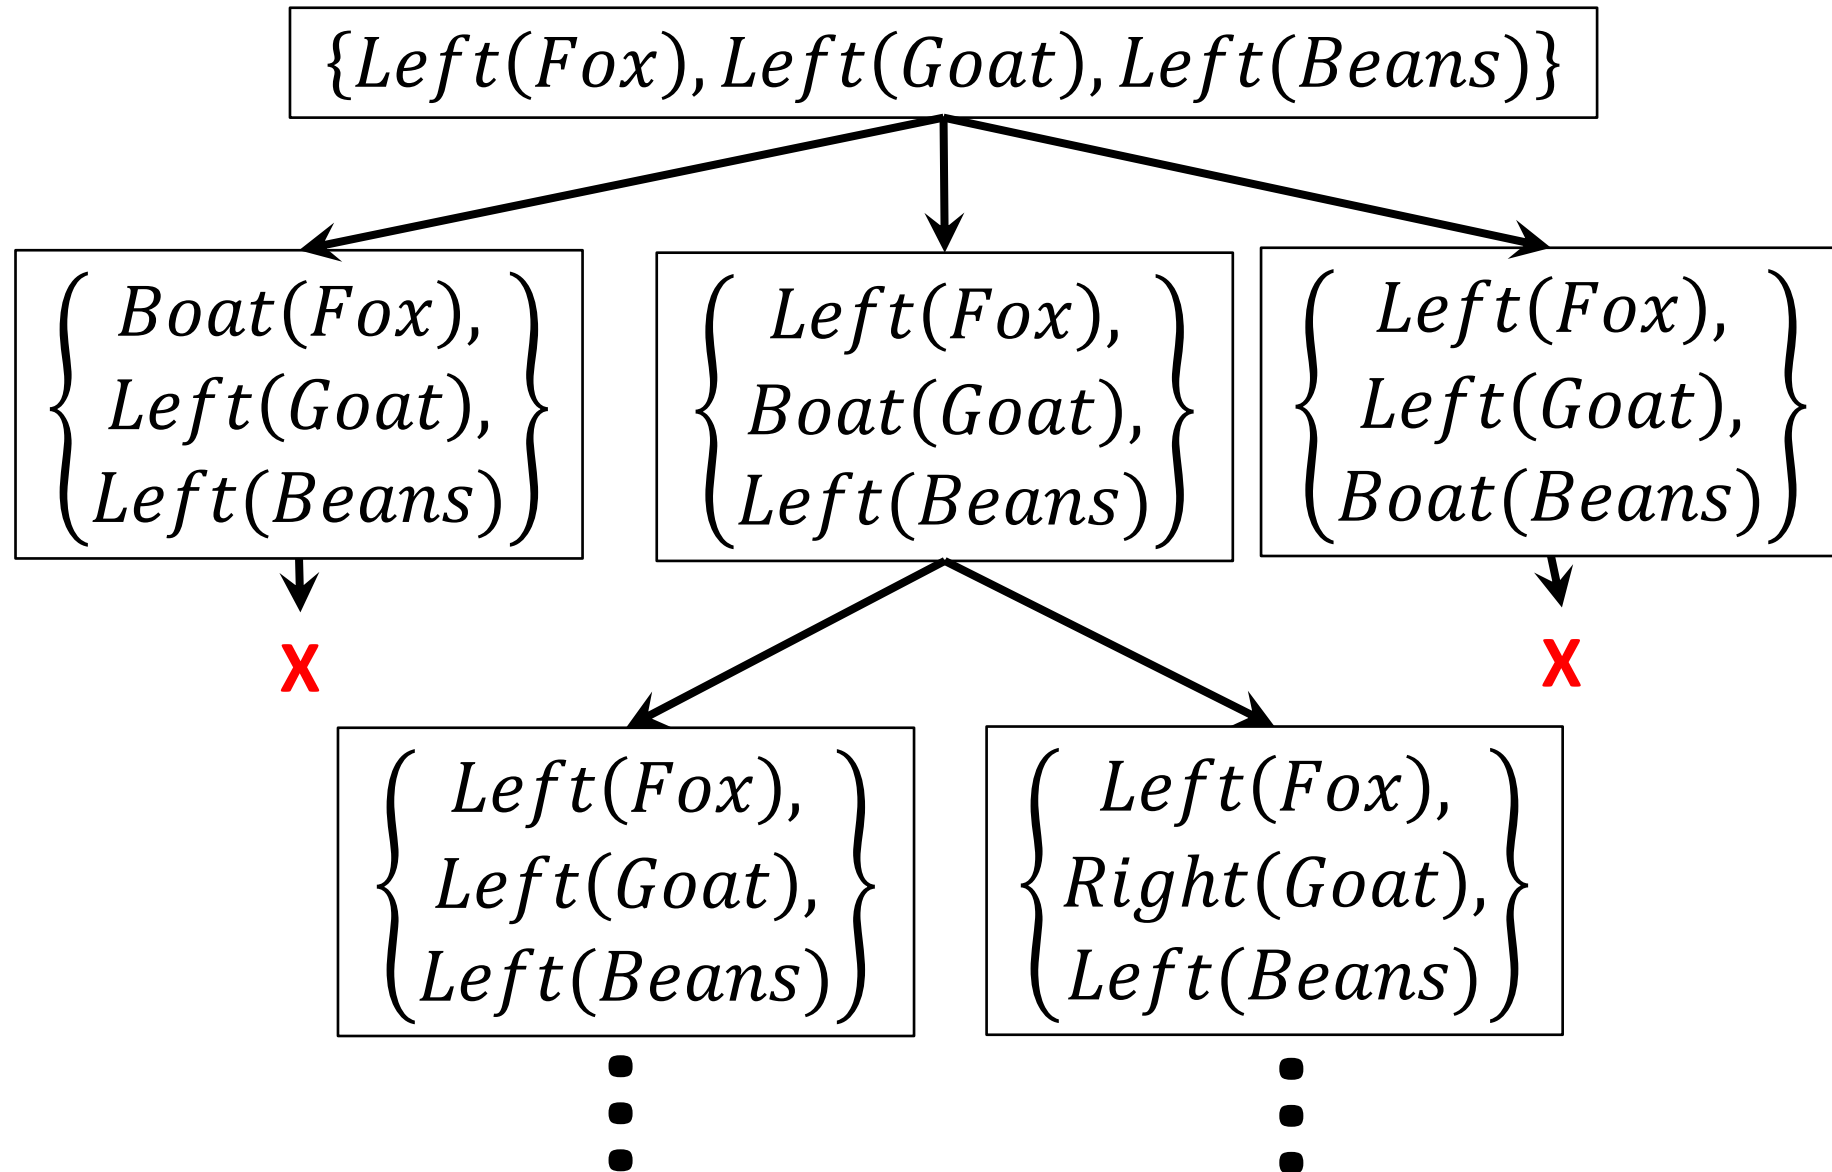 {Left(Fox), Left(Goat), Left(Beans)}
Boat(Fox),
Left(Goat),
Left(Beans)
Left(Fox),
Boat(Goat),
Left(Beans)
Left(Fox),
Left(Goat),
Boat(Beans)
X
X
Left(Fox),
Left(Goat),
Left(Beans)
Left(Fox),
Right(Goat),
Left(Beans)